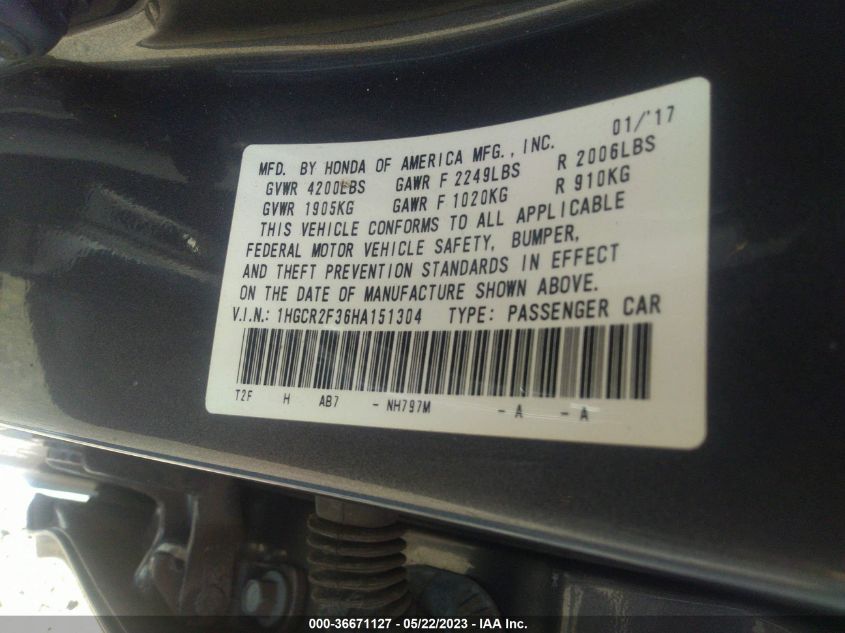 01/'17
MFD. BY HONDA OF AMERICA MFG., INC.
GVWR 4200LBS GAWR F 2249LBS R 2006LBS
GVWR 1905KG GAWR F 1020KG R 910KG
THIS VEHICLE CONFORMS TO ALL APPLICABLE
FEDERAL MOTOR VEHICLE SAFETY, BUMPER,
AND THEFT PREVENTION STANDARDS IN EFFECT
ON THE DATE OF MANUFACTURE SHOWN ABOVE.
V.I.N.: 1HGCR2F36HA151304 TYPE: PASSENGER CAR
T2F H AB7 - NH797M - A - A
000-36671127 - 05/22/2023 - IAA Inc.